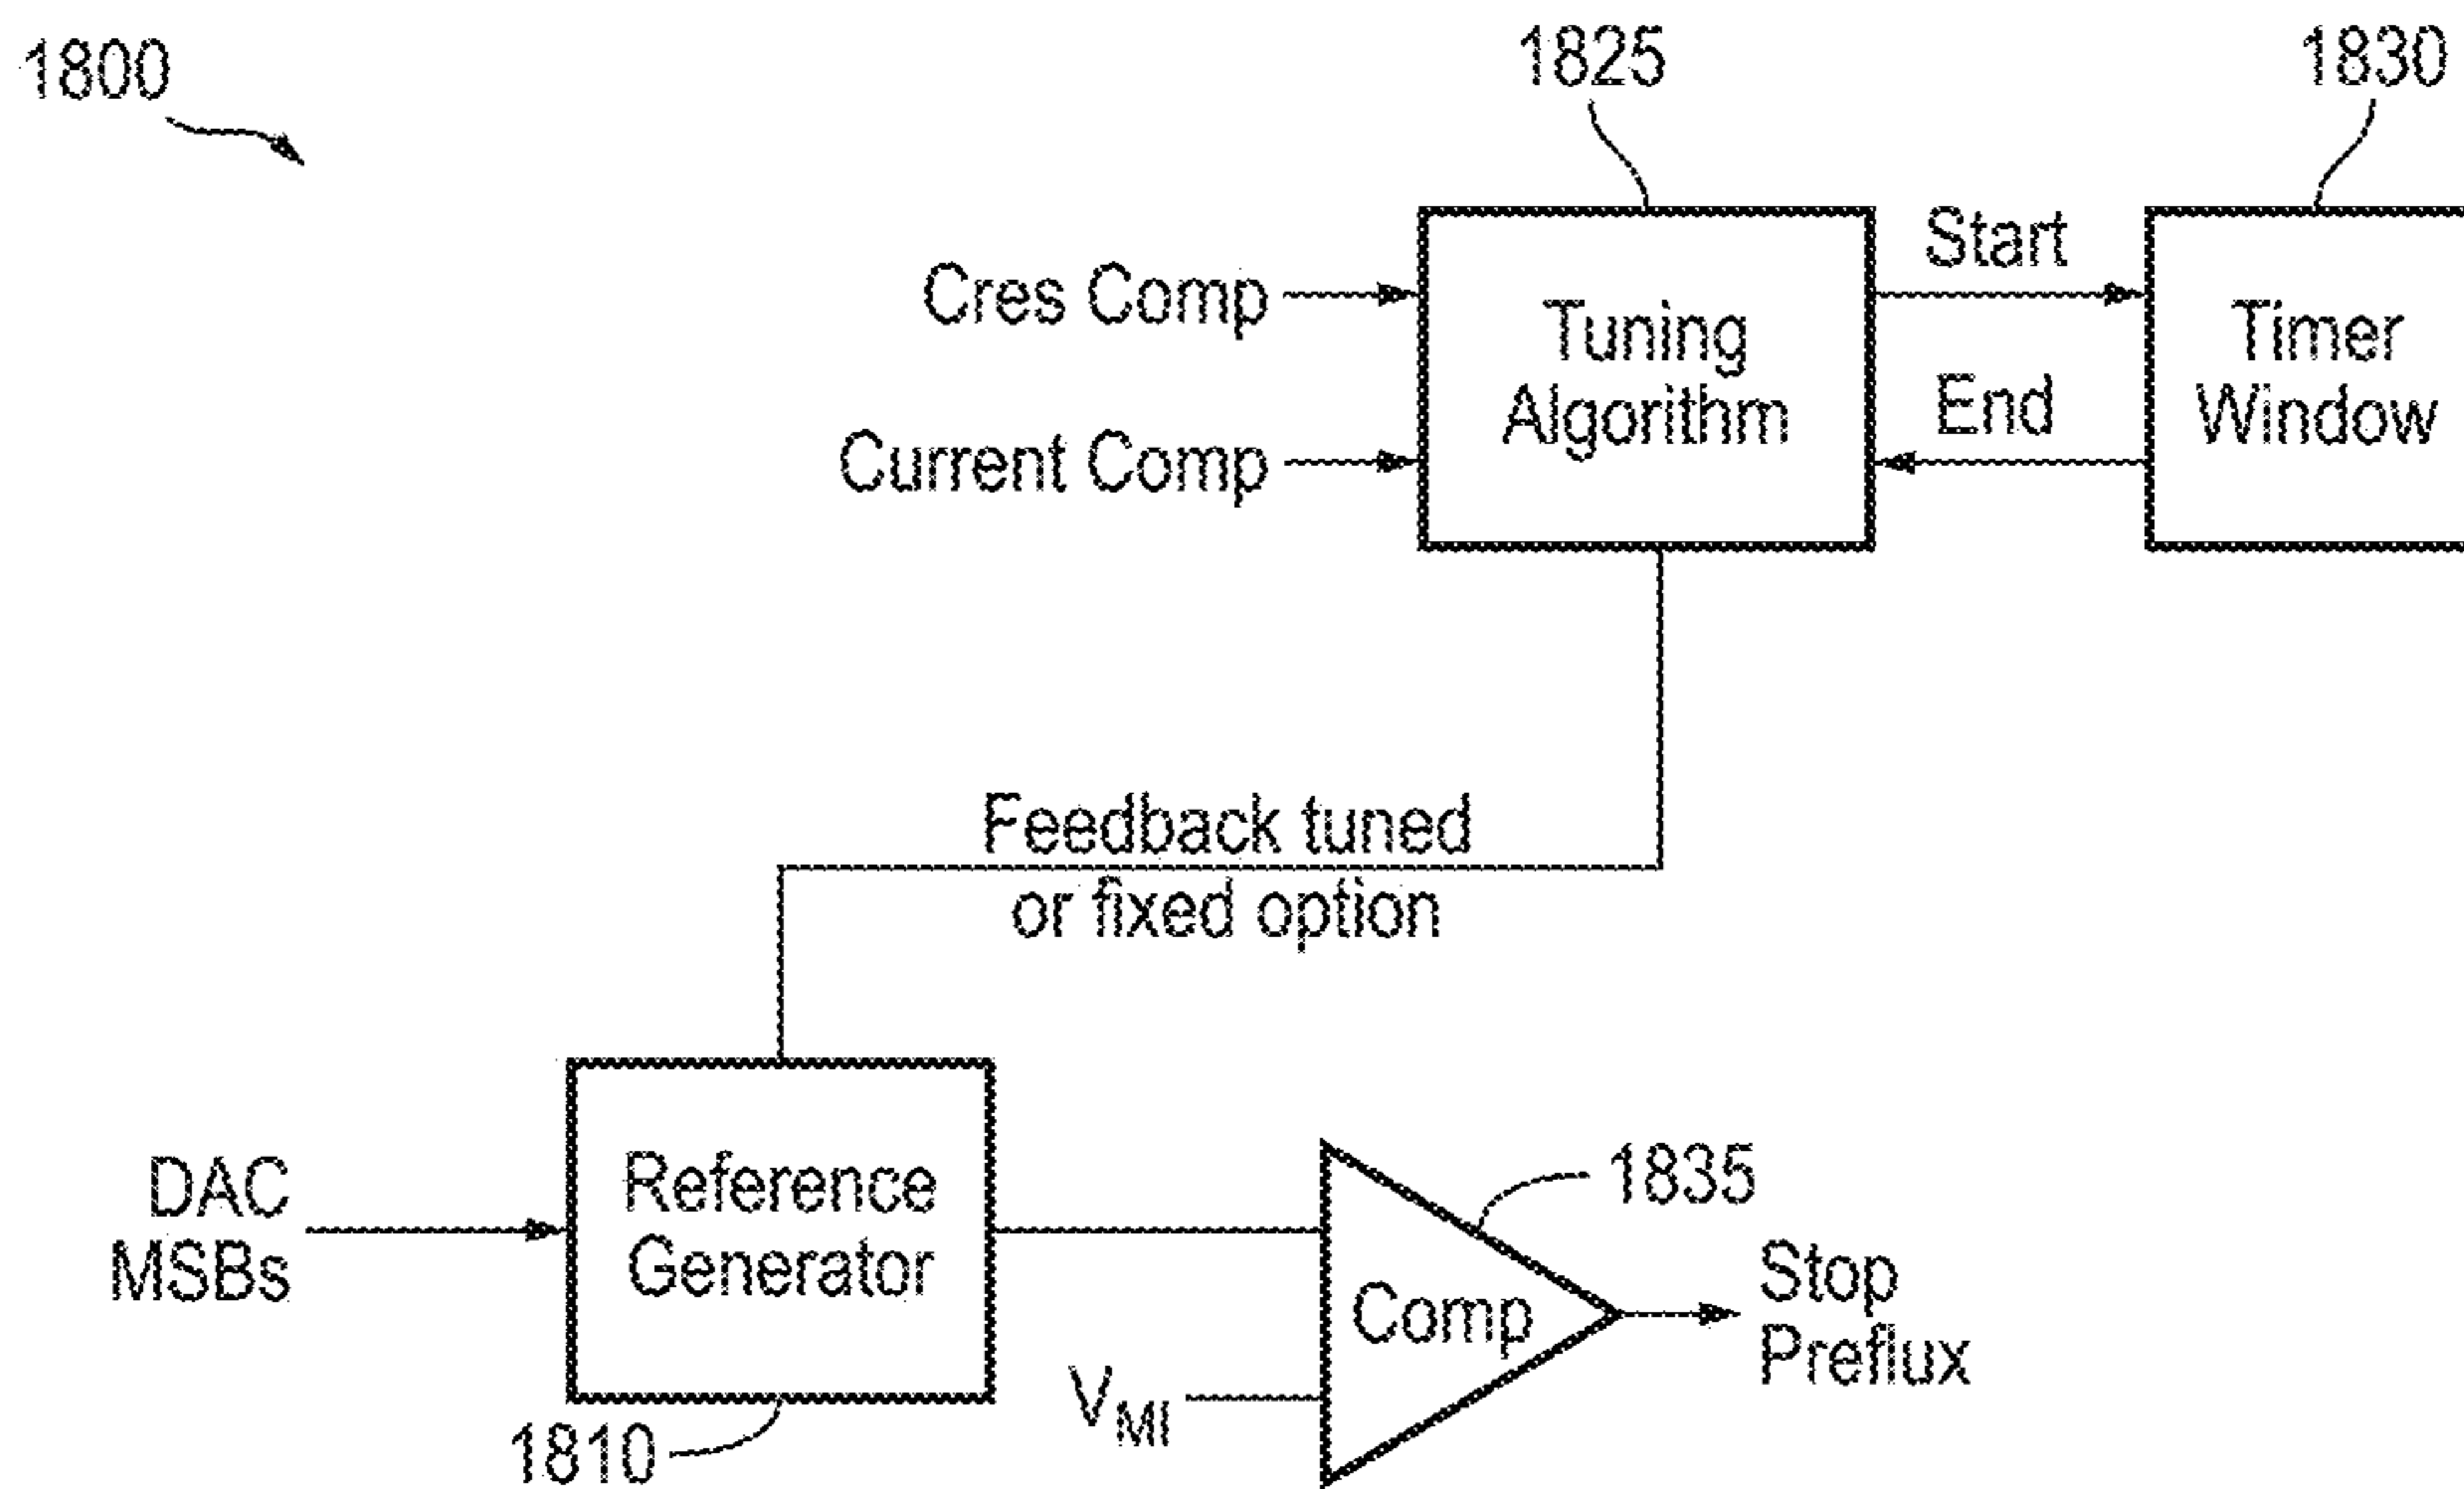 1800
1825
1830
Cres Comp
Current Comp
Tuning
Algorithm
Start
End
Timer
Window
Feedback tuned
or fixed option
DAC
MSBs
Reference
Generator
1810
VMI
Comp
1835
Stop
Preflux